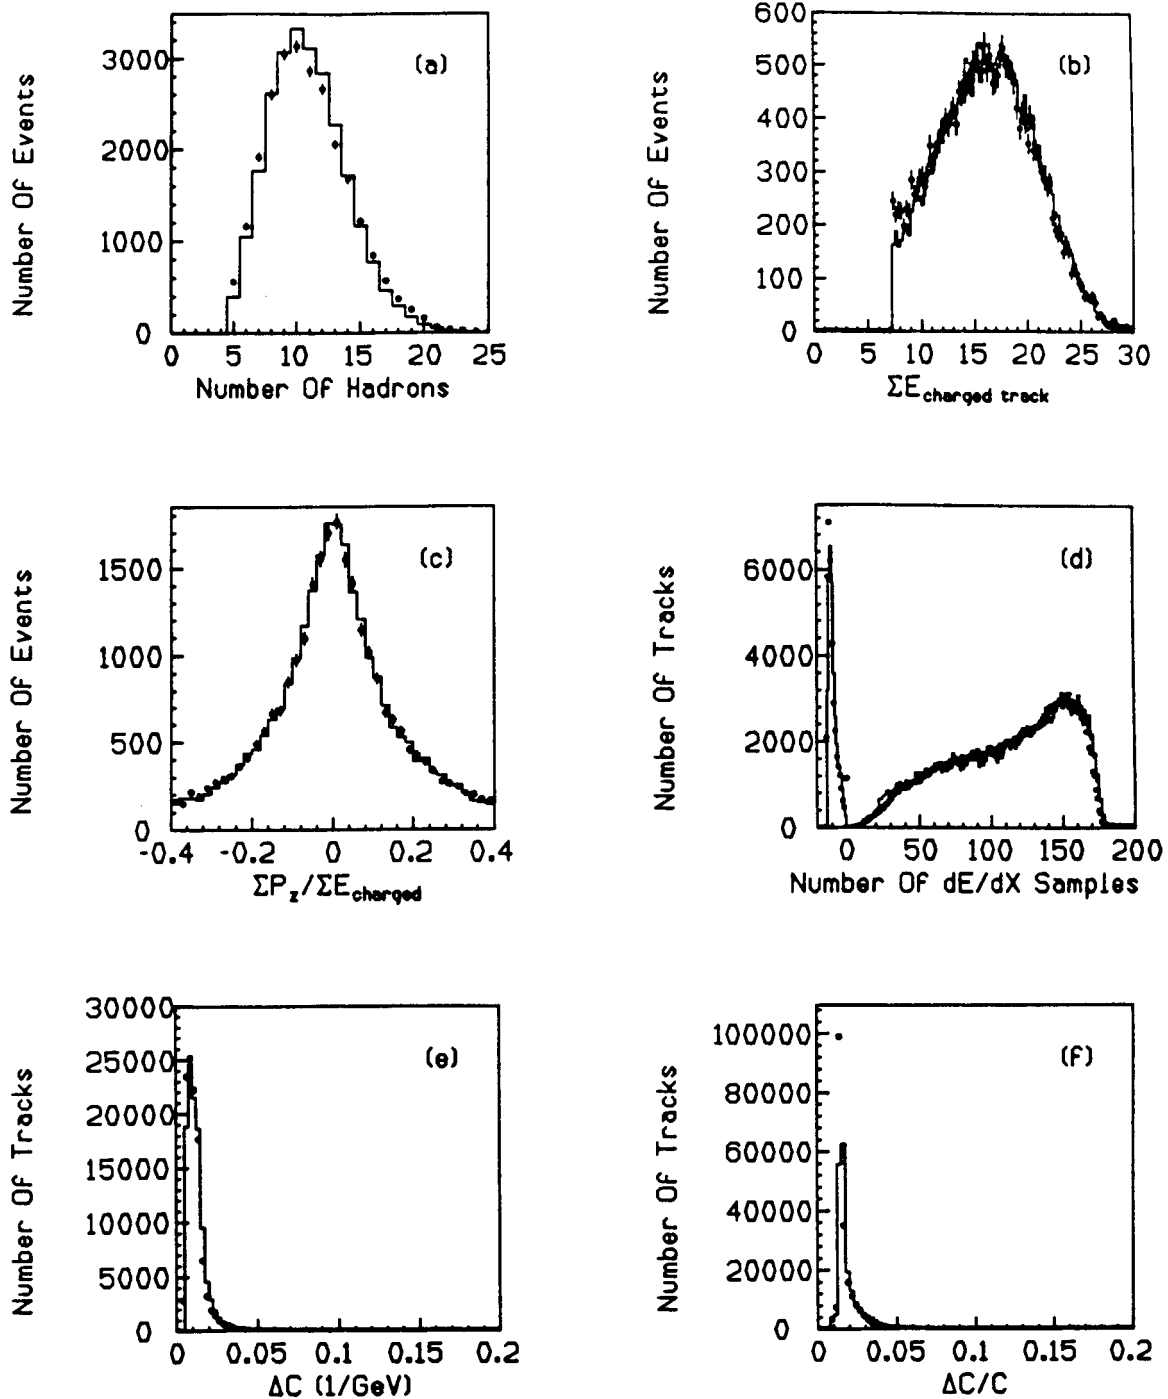 (a)
Number Of Events
3000
2000
1000
0
0 5 10 15 20 25
Number Of Hadrons
(b)
Number Of Events
600
500
400
300
200
100
0
0 5 10 15 20 25 30
ΣE charged track
(c)
Number Of Events
1500
1000
500
0
-0.4 -0.2 0 0.2 0.4
ΣPz/ΣEcharged
(d)
Number Of Tracks
6000
4000
2000
0
0 50 100 150 200
Number Of dE/dX Samples
(e)
Number Of Tracks
30000
25000
20000
15000
10000
5000
0
0 0.05 0.1 0.15 0.2
ΔC (1/GeV)
(f)
Number Of Tracks
100000
80000
60000
40000
20000
0
0 0.05 0.1 0.15 0.2
ΔC/C